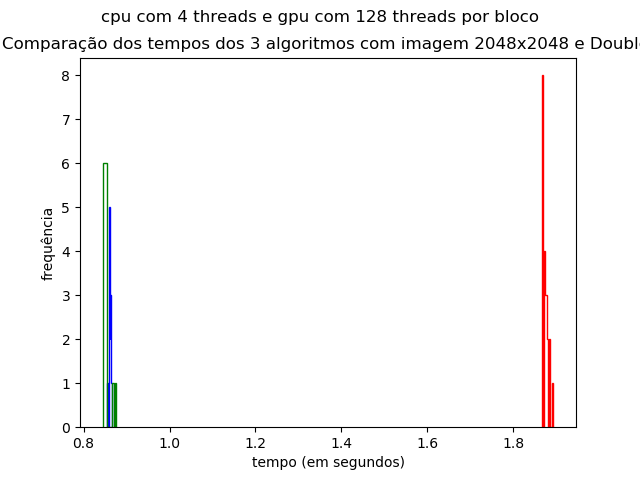 cpu com 4 threads e gpu com 128 threads por bloco
Comparação dos tempos dos 3 algoritmos com imagem 2048x2048 e Doubl
8
7
6
5
4
3
2
1
0
frequência
0.8 1.0 1.2 1.4 1.6 1.8
tempo (em segundos)